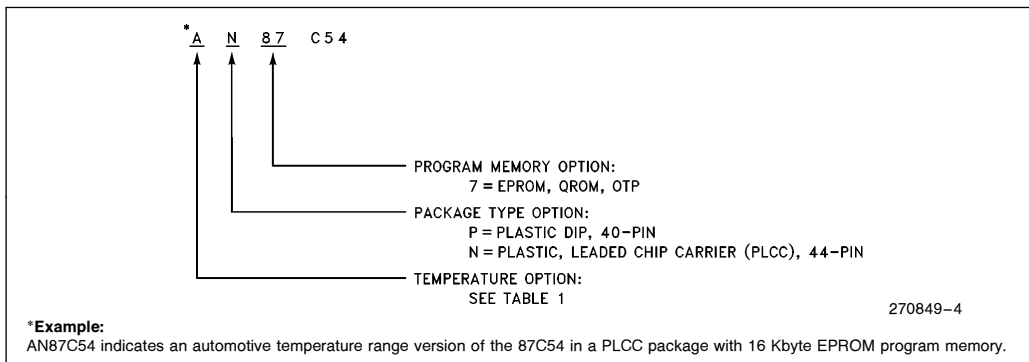 *A N 87 C54
PROGRAM MEMORY OPTION:
7 = EPROM, QROM, OTP
PACKAGE TYPE OPTION:
P = PLASTIC DIP, 40-PIN
N = PLASTIC, LEADED CHIP CARRIER (PLCC), 44-PIN
TEMPERATURE OPTION:
SEE TABLE 1
270849–4
*Example:
AN87C54 indicates an automotive temperature range version of the 87C54 in a PLCC package with 16 Kbyte EPROM program memory.